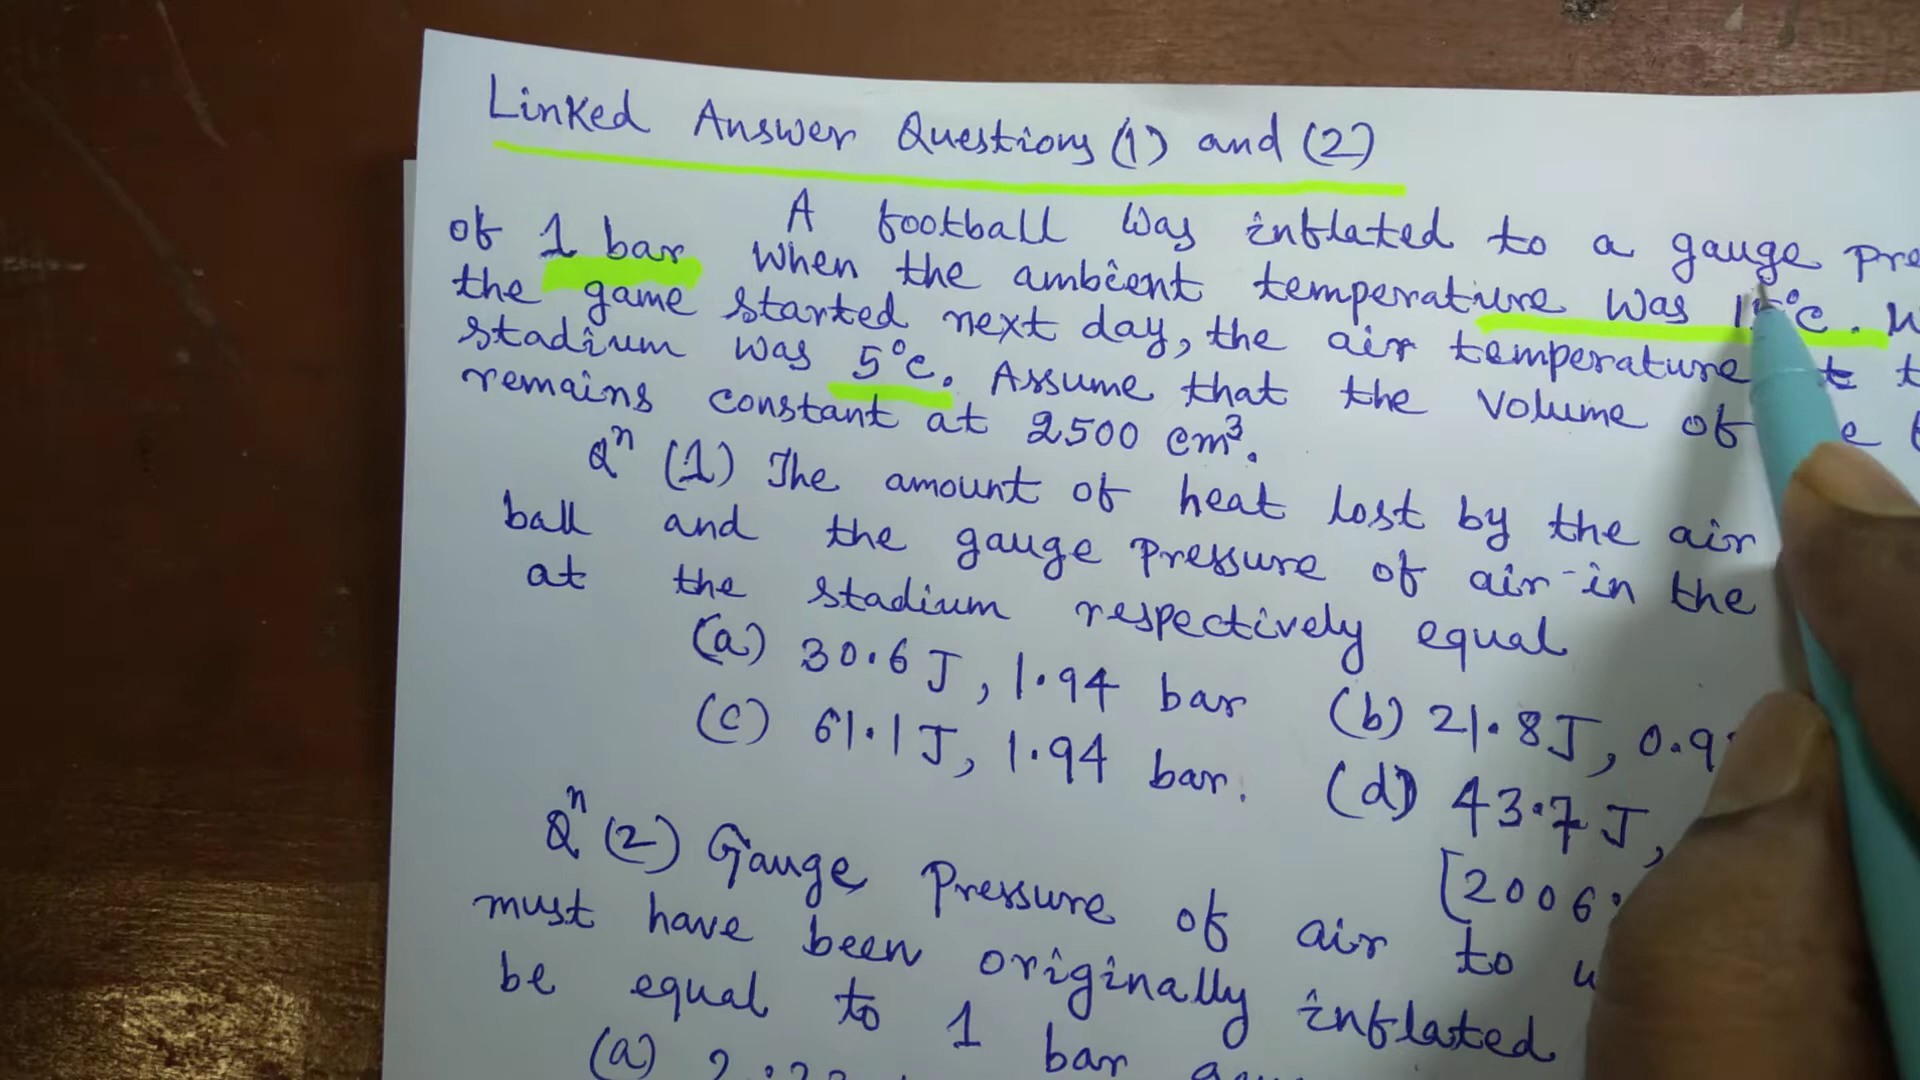 Linked Answer Questions (1) and (2)
A football was inflated to a gauge pre
of 1 bar when the ambient temperature was 15°c.
the game started next day, the air temperature
stadium was 5°c. Assume that the volume of
remains constant at 2500 cm³.
Qⁿ (1) The amount of heat lost by the air
ball and the gauge pressure of air in the
at the stadium respectively equal
(a) 30.6 J, 1.94 bar (b) 21.8 J, 0.9
(c) 61.1 J, 1.94 bar. (d) 43.7 J,
[2006:
Qⁿ (2) Gauge Pressure of air to
must have been originally inflated
be equal to 1 bar
(a)